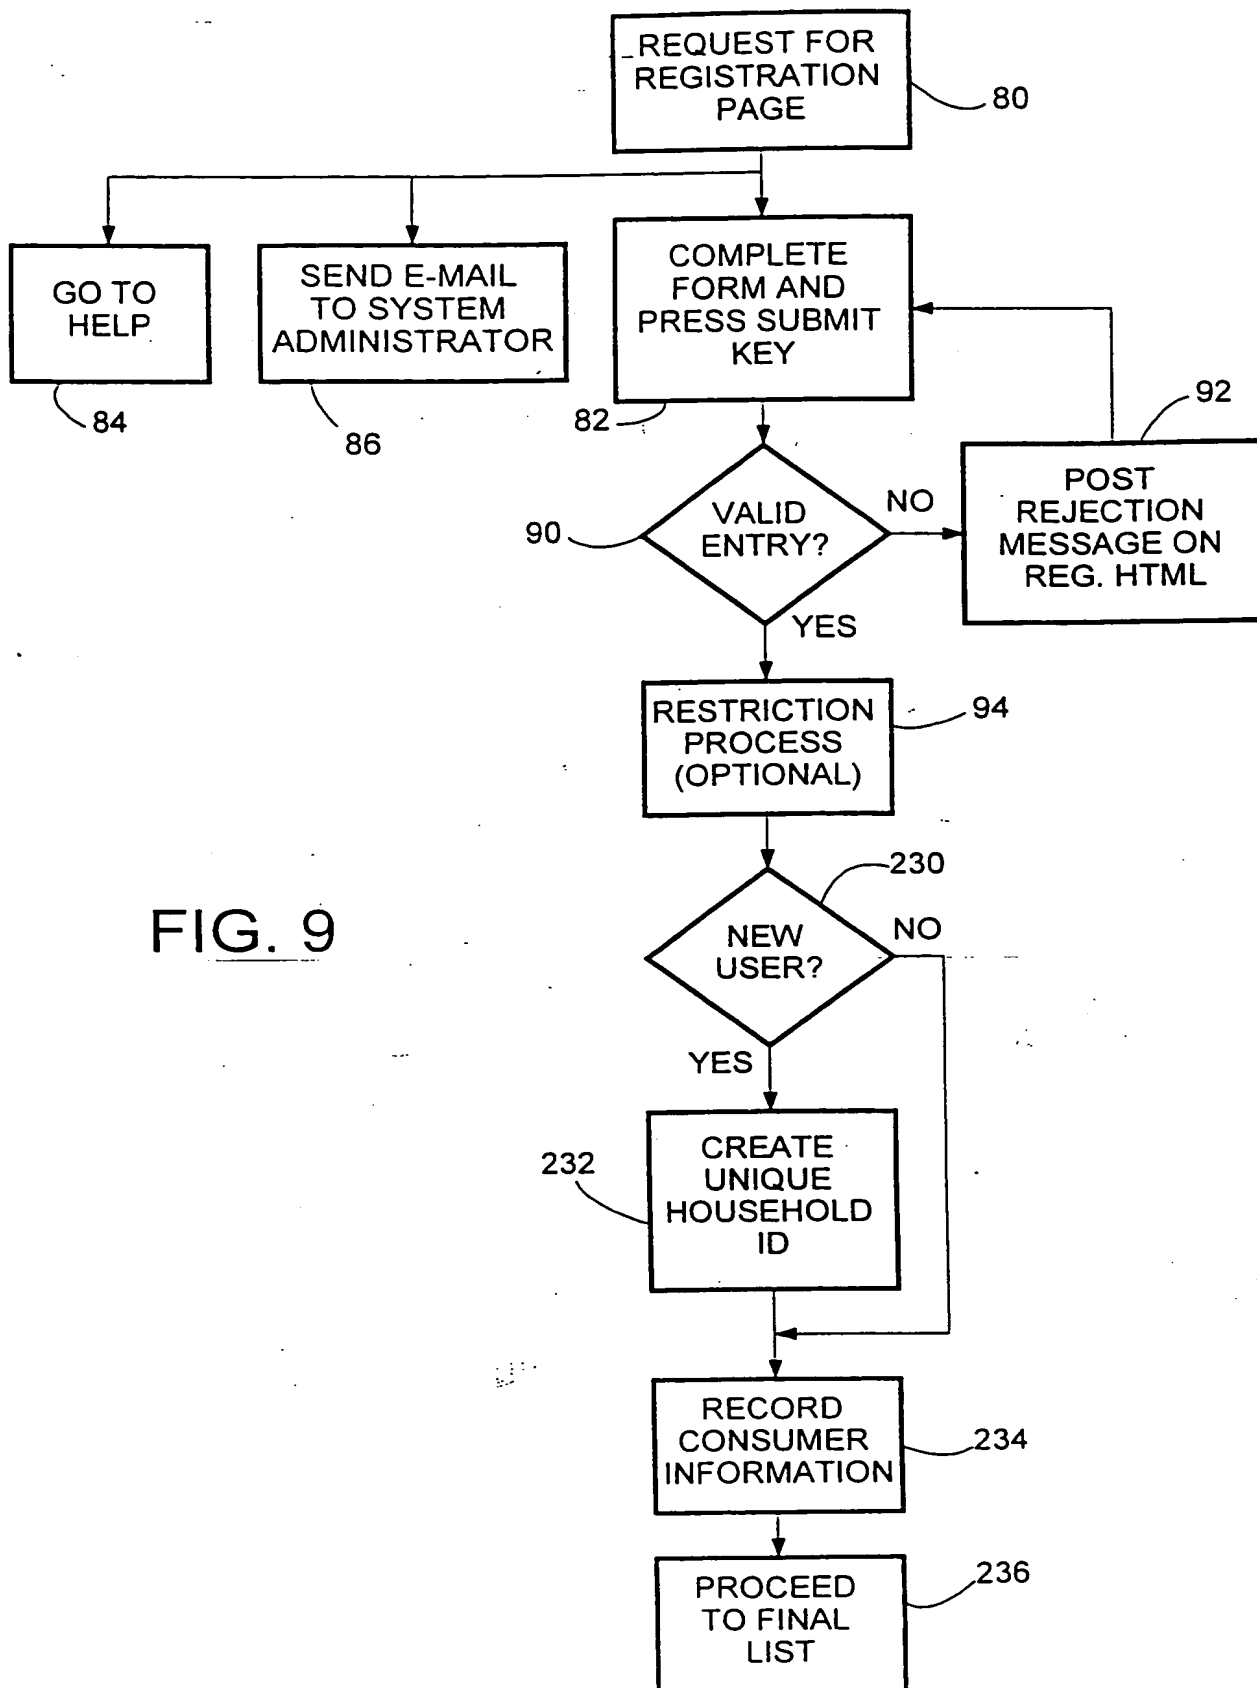 REQUEST FOR
REGISTRATION
PAGE
80
GO TO
HELP
84
SEND E-MAIL
TO SYSTEM
ADMINISTRATOR
86
COMPLETE
FORM AND
PRESS SUBMIT
KEY
82
92
POST
REJECTION
MESSAGE ON
REG. HTML
NO
VALID
ENTRY?
90
YES
RESTRICTION
PROCESS
(OPTIONAL)
94
230
NEW
USER?
NO
YES
FIG. 9
CREATE
UNIQUE
HOUSEHOLD
ID
232
RECORD
CONSUMER
INFORMATION
234
PROCEED
TO FINAL
LIST
236